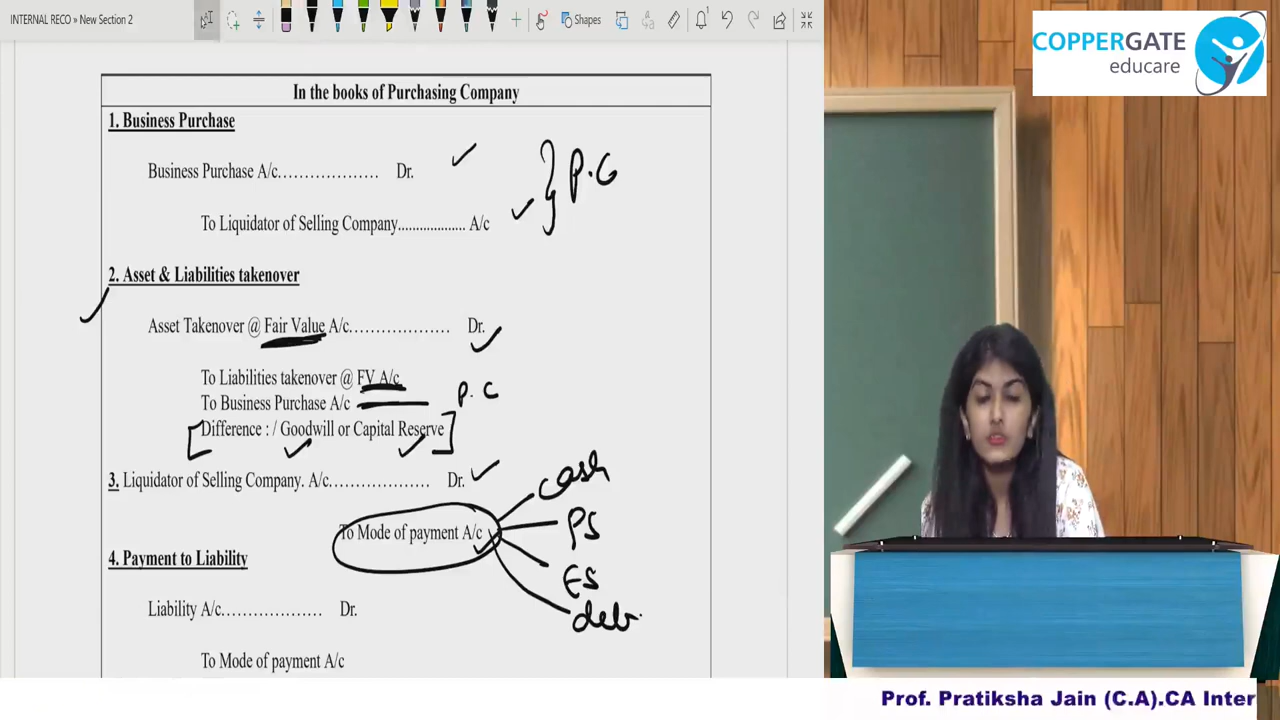 INTERNAL RECO » New Section 2
Shapes
COPPERGATE
educare
In the books of Purchasing Company
1. Business Purchase
Business Purchase A/c………………… Dr.
To Liquidator of Selling Company................... A/c
P.C
2. Asset & Liabilities takenover
Asset Takenover @ Fair Value A/c………………… Dr.
To Liabilities takenover @ FV A/c
To Business Purchase A/c
P.C
Difference : / Goodwill or Capital Reserve
3. Liquidator of Selling Company. A/c………………… Dr.
To Mode of payment A/c
cash
PS
ES
deb.
4. Payment to Liability
Liability A/c………………… Dr.
To Mode of payment A/c
Prof. Pratiksha Jain (C.A).CA Inter